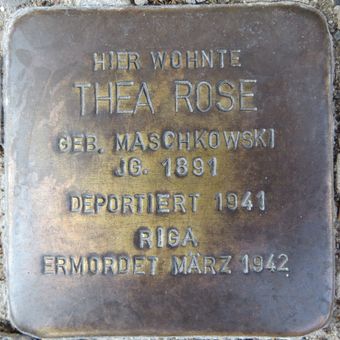 HIER WOHNTE
THEA ROSE
GEB. MASCHKOWSKI
JG. 1891
DEPORTIERT 1941
RIGA
ERMORDET MÄRZ 1942